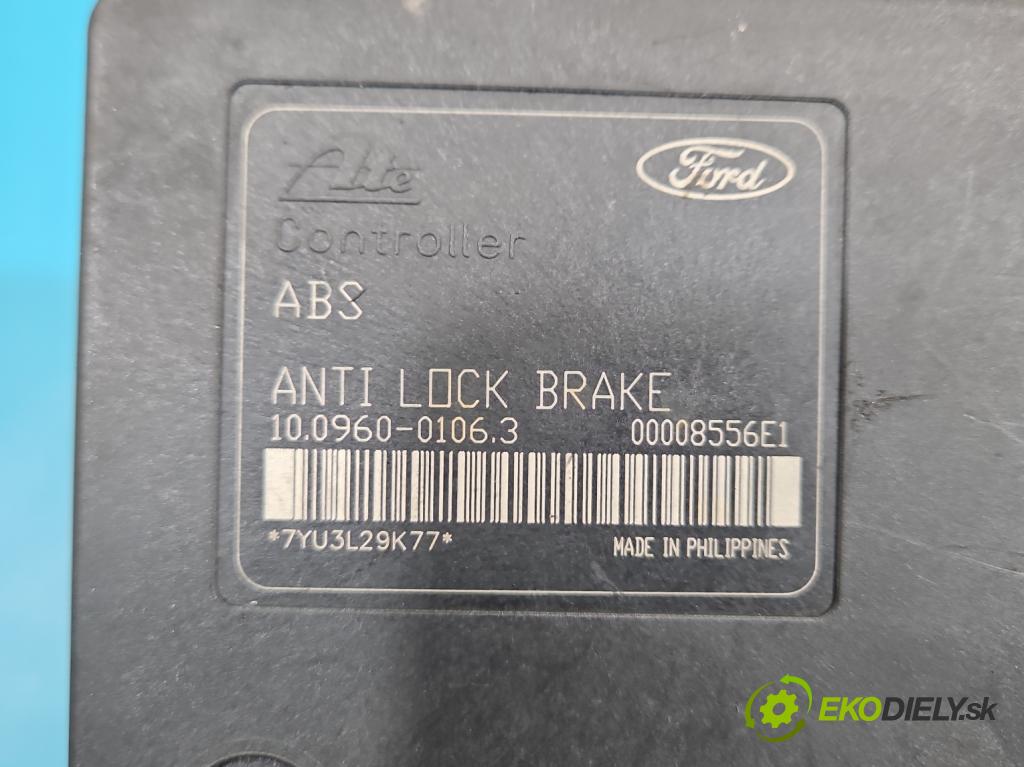 Ate
Ford
Controller
ABS
ANTI LOCK BRAKE
10.0960-0106.3 00008556E1
*7YU3L29K77* MADE IN PHILIPPINES
EKODIELY.sk